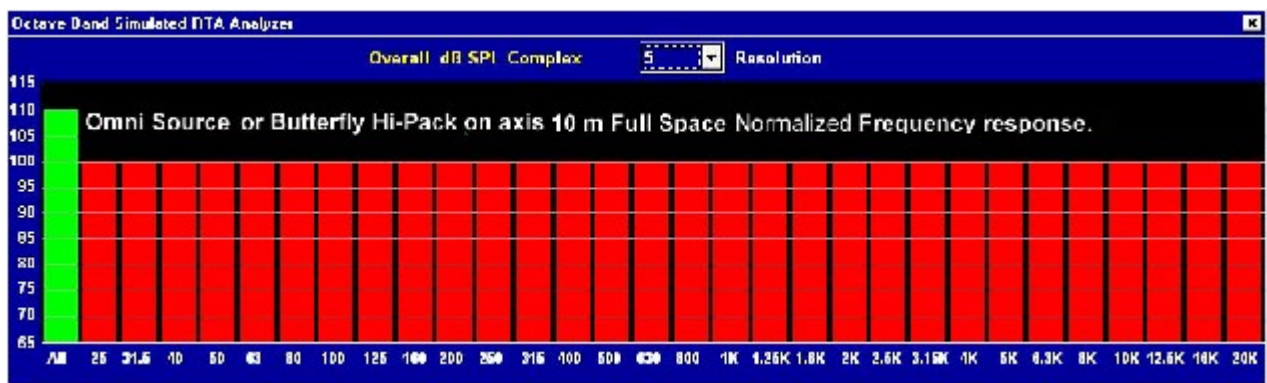 Octave Band Simulated RTA Analyzer
Overall dB SPL Complex 5 Resolution
115
110 Omni Source or Butterfly Hi-Pack on axis 10 m Full Space Normalized Frequency response.
105
100
95
90
85
80
75
70
65
All 25 31.5 40 50 63 80 100 125 160 200 250 315 400 500 630 800 1K 1.25K 1.6K 2K 2.5K 3.15K 4K 5K 6.3K 8K 10K 12.5K 16K 20K